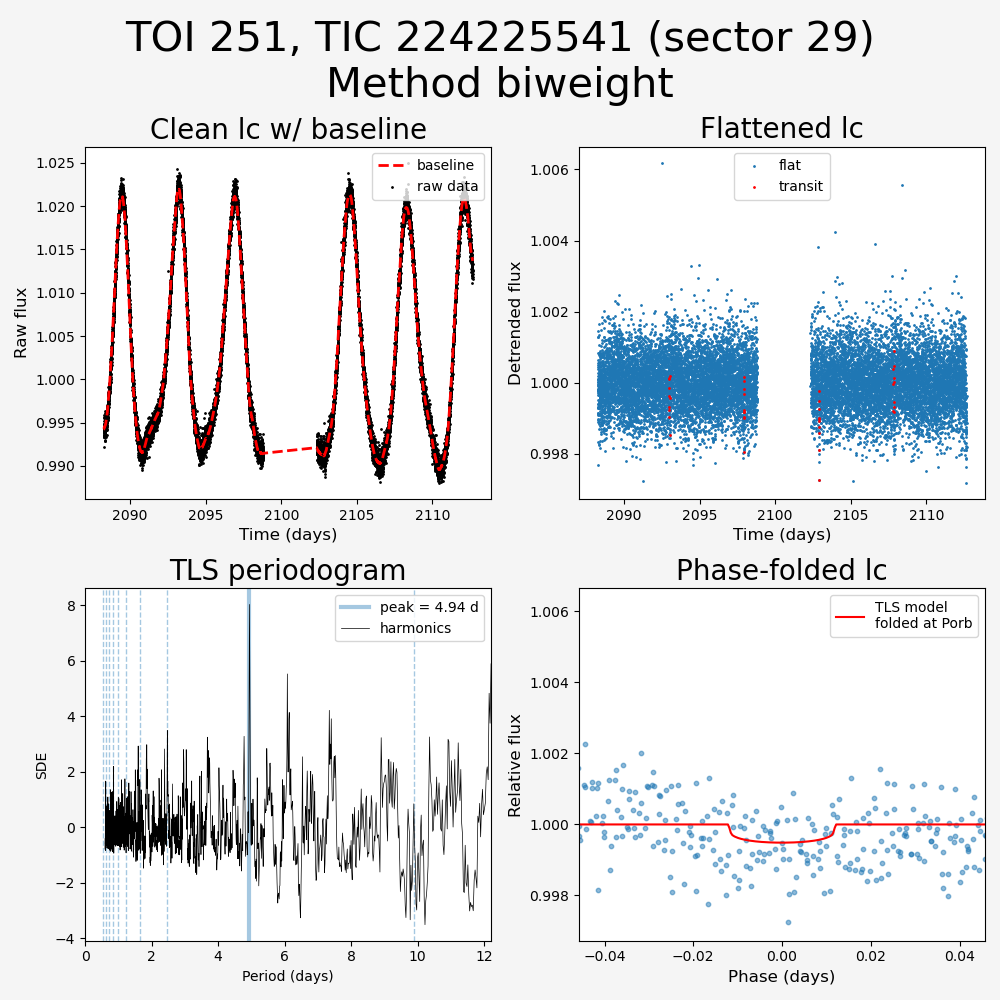 TOI 251, TIC 224225541 (sector 29)
Method biweight
Clean lc w/ baseline
Raw flux
1.025
1.020
1.015
1.010
1.005
1.000
0.995
0.990
baseline
raw data
2090
2095
2100
2105
2110
Time (days)
Flattened lc
Detrended flux
1.006
1.004
1.002
1.000
0.998
flat
transit
2090
2095
2100
2105
2110
Time (days)
TLS periodogram
SDE
8
6
4
2
0
−2
−4
peak = 4.94 d
harmonics
0
2
4
6
8
10
12
Period (days)
Phase-folded lc
Relative flux
1.006
1.004
1.002
1.000
0.998
TLS model
folded at Porb
−0.04
−0.02
0.00
0.02
0.04
Phase (days)